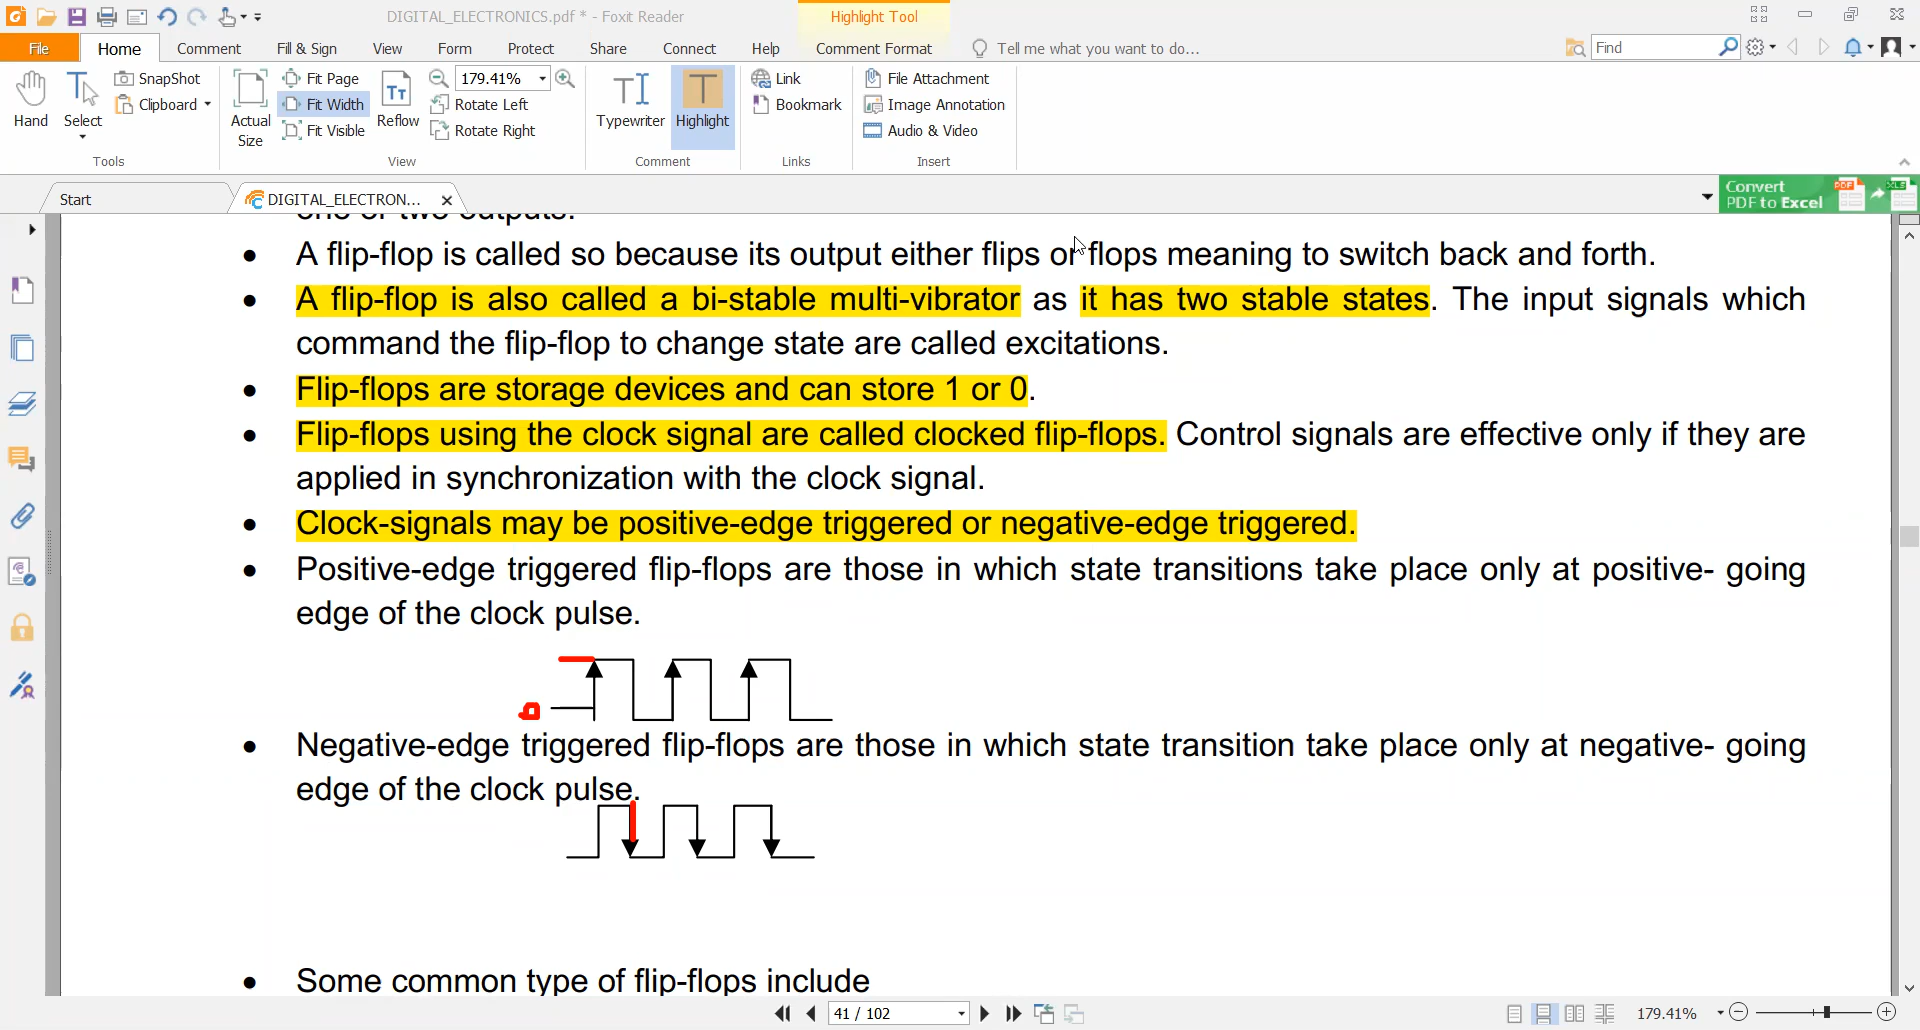 DIGITAL_ELECTRONICS.pdf * - Foxit Reader
Highlight Tool
File Home Comment Fill & Sign View Form Protect Share Connect Help Comment Format Tell me what you want to do... Find
Hand
Select
SnapShot
Clipboard
Tools
Actual Size
Fit Page
Fit Width
Fit Visible
Reflow
179.41%
Rotate Left
Rotate Right
View
Typewriter
Highlight
Comment
Link
Bookmark
Links
File Attachment
Image Annotation
Audio & Video
Insert
Start
DIGITAL_ELECTRON...
Convert
PDF to Excel
one of two outputs.
• A flip-flop is called so because its output either flips or flops meaning to switch back and forth.
• A flip-flop is also called a bi-stable multi-vibrator as it has two stable states. The input signals which
command the flip-flop to change state are called excitations.
• Flip-flops are storage devices and can store 1 or 0.
• Flip-flops using the clock signal are called clocked flip-flops. Control signals are effective only if they are
applied in synchronization with the clock signal.
• Clock-signals may be positive-edge triggered or negative-edge triggered.
• Positive-edge triggered flip-flops are those in which state transitions take place only at positive- going
edge of the clock pulse.
• Negative-edge triggered flip-flops are those in which state transition take place only at negative- going
edge of the clock pulse.
• Some common type of flip-flops include
41 / 102
179.41%